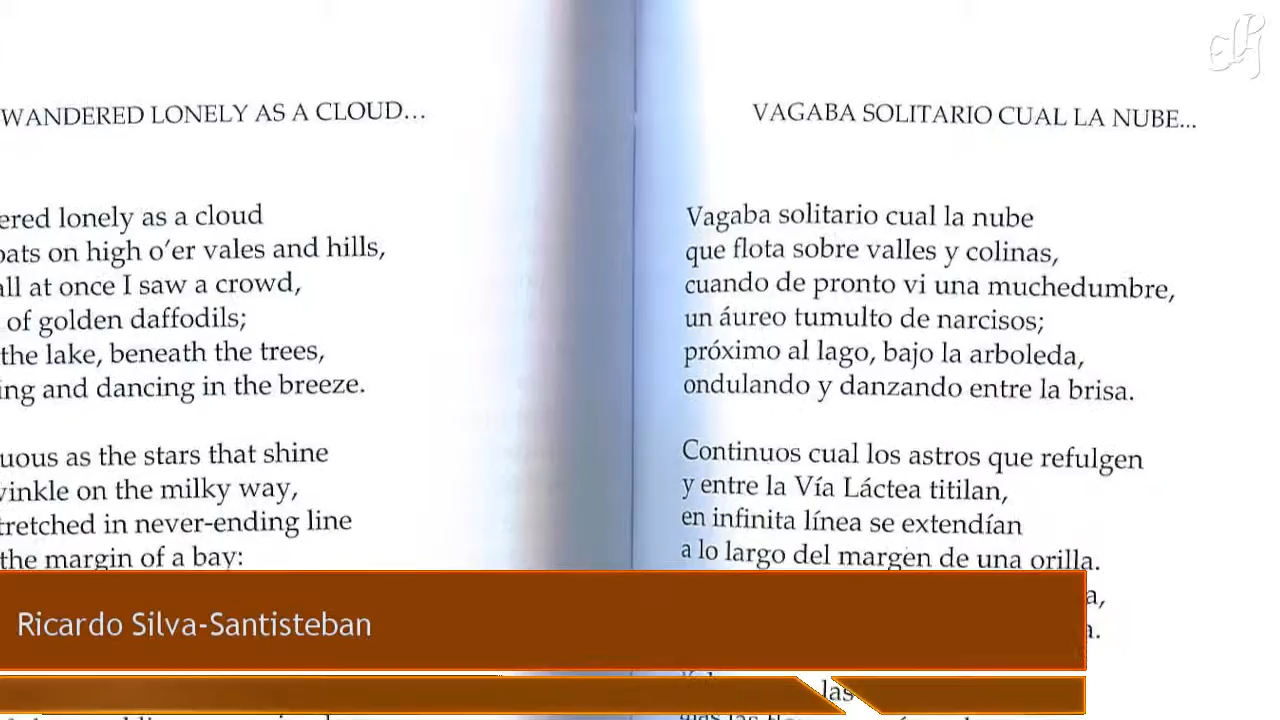 WANDERED LONELY AS A CLOUD...
ered lonely as a cloud
oats on high o'er vales and hills,
all at once I saw a crowd,
of golden daffodils;
the lake, beneath the trees,
ing and dancing in the breeze.
uous as the stars that shine
winkle on the milky way,
tretched in never-ending line
the margin of a bay:
VAGABA SOLITARIO CUAL LA NUBE...
Vagaba solitario cual la nube
que flota sobre valles y colinas,
cuando de pronto vi una muchedumbre,
un áureo tumulto de narcisos;
próximo al lago, bajo la arboleda,
ondulando y danzando entre la brisa.
Continuos cual los astros que refulgen
y entre la Vía Láctea titilan,
en infinita línea se extendían
a lo largo del margen de una orilla.
a,
a.
las
Ricardo Silva-Santisteban